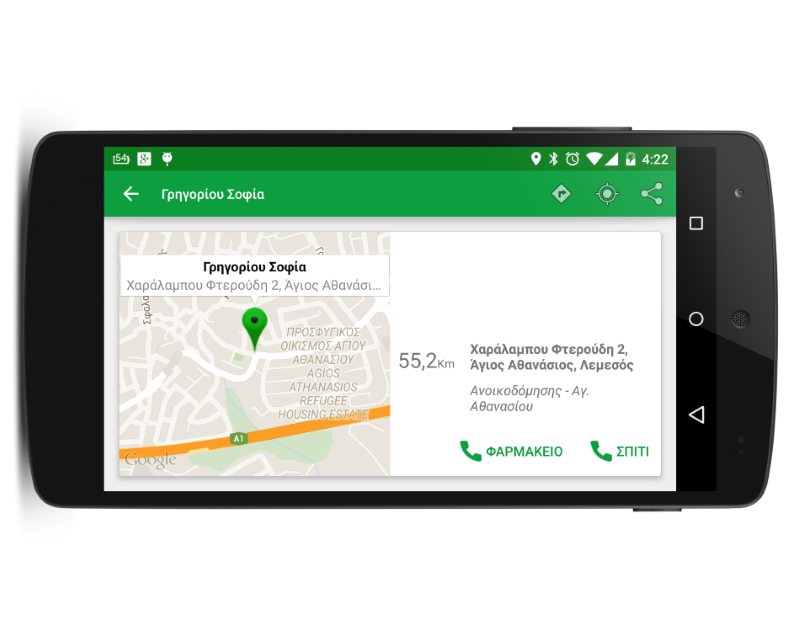 54
4:22
Γρηγορίου Σοφία
Γρηγορίου Σοφία
Χαράλαμπου Φτερούδη 2, Άγιος Αθανάσι...
ΠΡΟΣΦΥΓΙΚΟΣ
ΟΙΚΙΣΜΟΣ ΑΓΙΟΥ
ΑΘΑΝΑΣΙΟΥ
AGIOS
ATHANASIOS
REFUGEE
HOUSING ESTATE
A1
Google
55,2Km
Χαράλαμπου Φτερούδη 2,
Άγιος Αθανάσιος, Λεμεσός
Ανοικοδόμησης - Αγ.
Αθανασίου
ΦΑΡΜΑΚΕΙΟ
ΣΠΙΤΙ